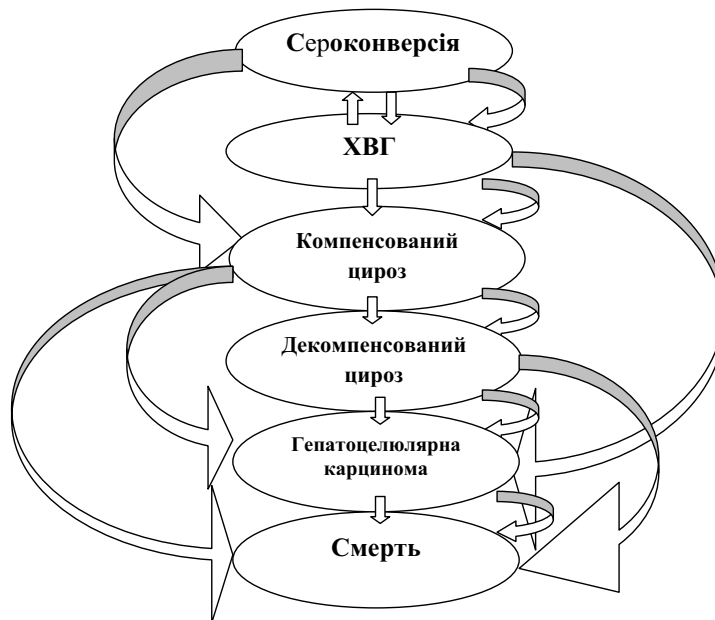 Сероконверсія
ХВГ
Компенсований
цироз
Декомпенсований
цироз
Гепатоцелюлярна
карцинома
Смерть